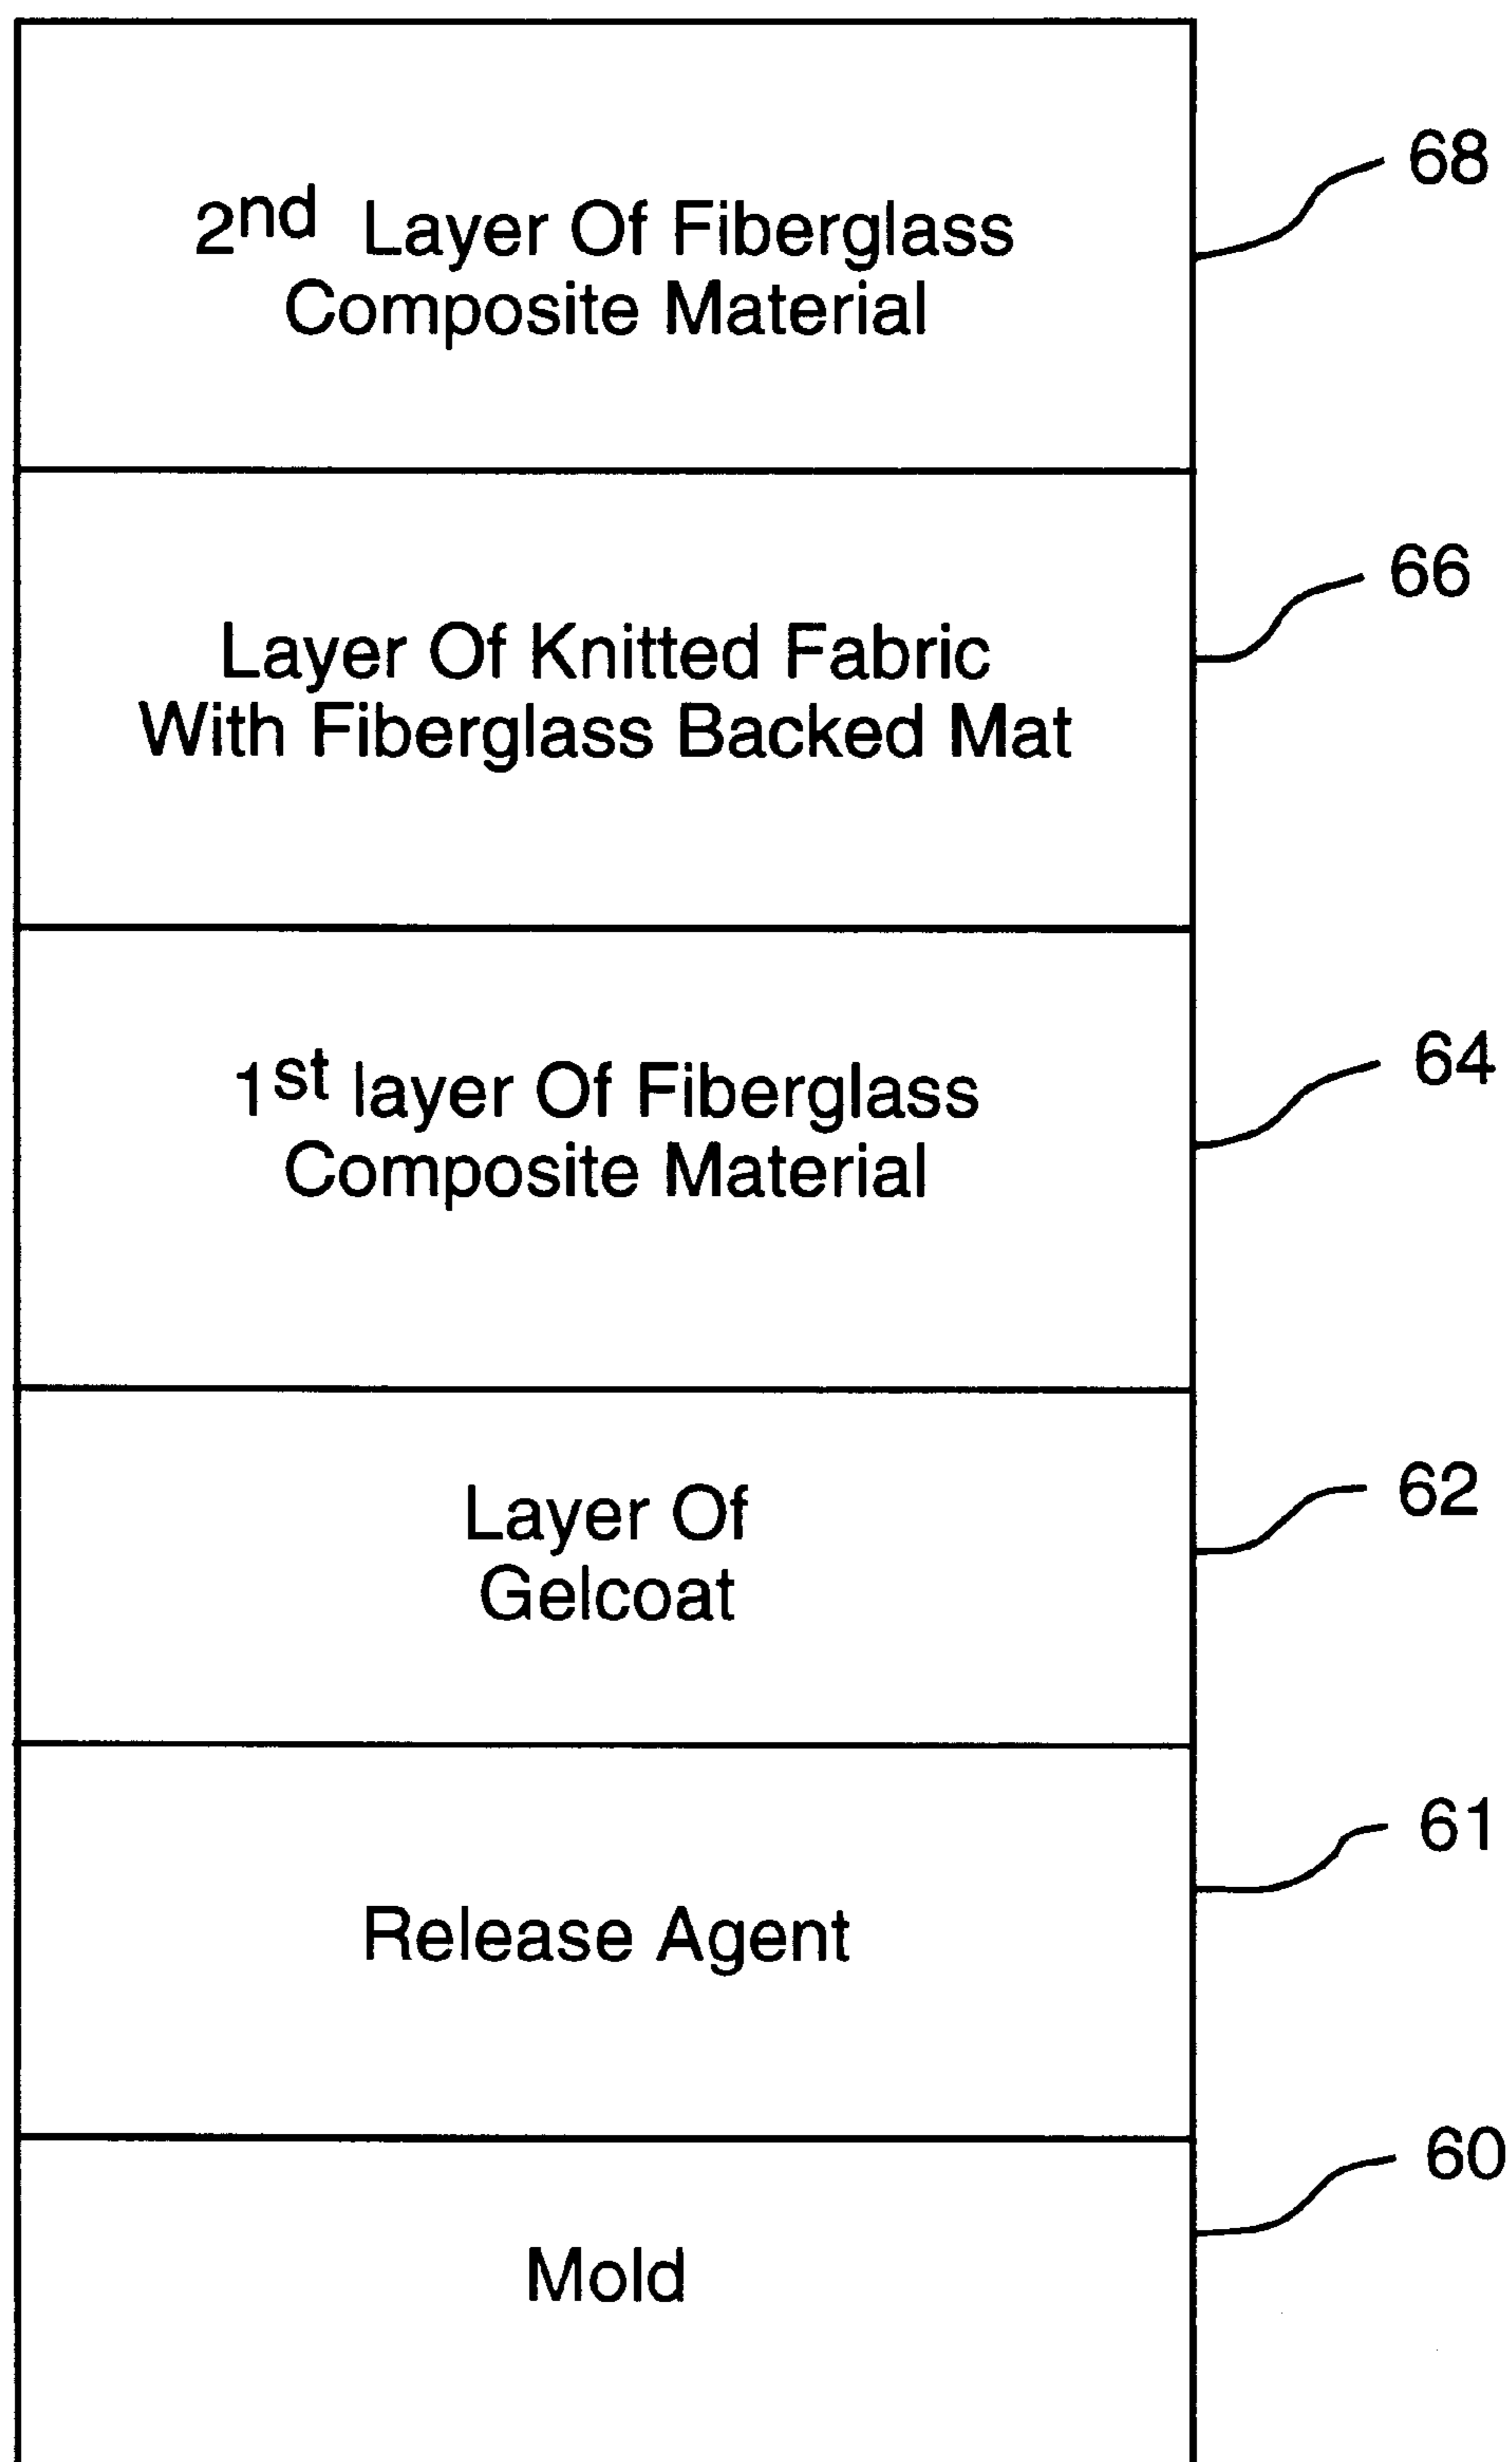 2nd Layer Of Fiberglass
Composite Material
68
Layer Of Knitted Fabric
With Fiberglass Backed Mat
66
1st layer Of Fiberglass
Composite Material
64
Layer Of
Gelcoat
62
Release Agent
61
Mold
60